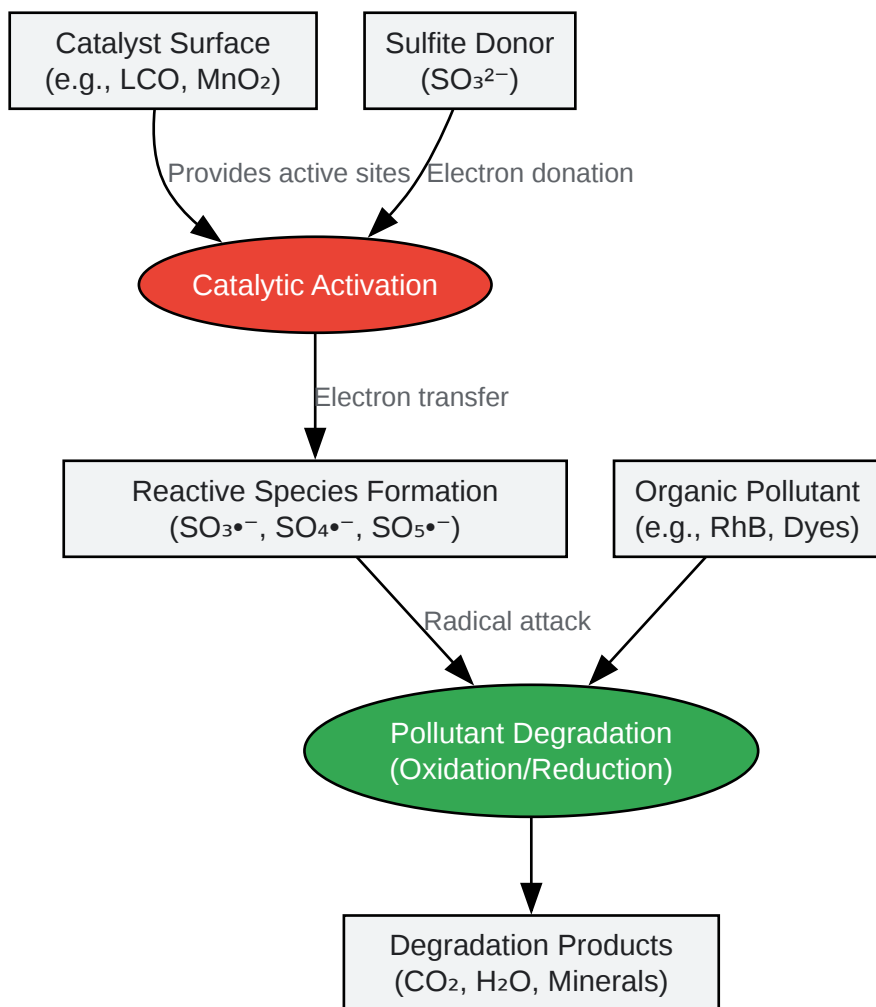 Catalyst Surface
(e.g., LCO, MnO₂)
Sulfite Donor
(SO₃²⁻)
Provides active sites
Electron donation
Catalytic Activation
Electron transfer
Reactive Species Formation
(SO₃•⁻, SO₄•⁻, SO₅•⁻)
Organic Pollutant
(e.g., RhB, Dyes)
Radical attack
Pollutant Degradation
(Oxidation/Reduction)
Degradation Products
(CO₂, H₂O, Minerals)